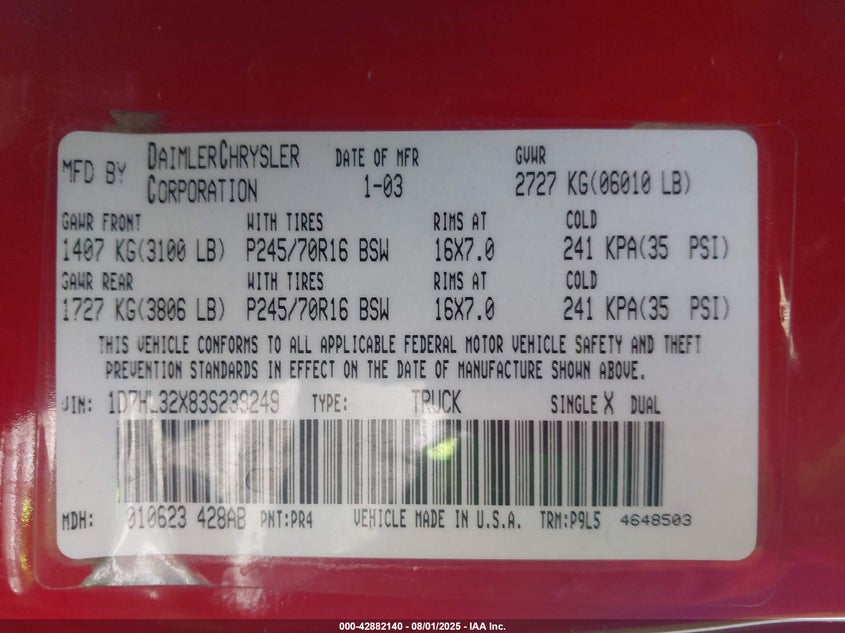 MFD BY DAIMLERCHRYSLER CORPORATION DATE OF MFR 1-03 GVWR 2727 KG(06010 LB)
GAWR FRONT WITH TIRES RIMS AT COLD
1407 KG(3100 LB) P245/70R16 BSW 16X7.0 241 KPA(35 PSI)
GAWR REAR WITH TIRES RIMS AT COLD
1727 KG(3806 LB) P245/70R16 BSW 16X7.0 241 KPA(35 PSI)
THIS VEHICLE CONFORMS TO ALL APPLICABLE FEDERAL MOTOR VEHICLE SAFETY AND THEFT
PREVENTION STANDARDS IN EFFECT ON THE DATE OF MANUFACTURE SHOWN ABOVE.
VIN: 1D7HL32X83S239249 TYPE: TRUCK SINGLE X DUAL
MDH: 010623 428AB PNT:PR4 VEHICLE MADE IN U.S.A. TRM:P9L5 4648503
000-42882140 - 08/01/2025 - IAA Inc.